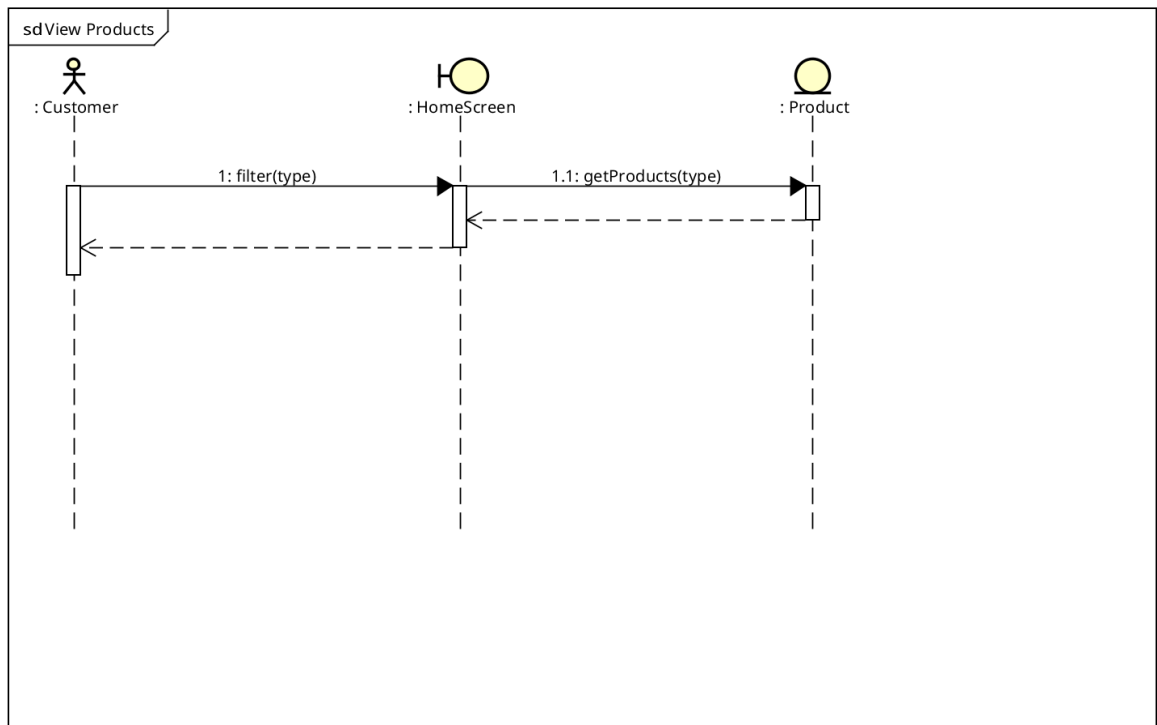 sd View Products
: Customer
: HomeScreen
: Product
1: filter(type)
1.1: getProducts(type)